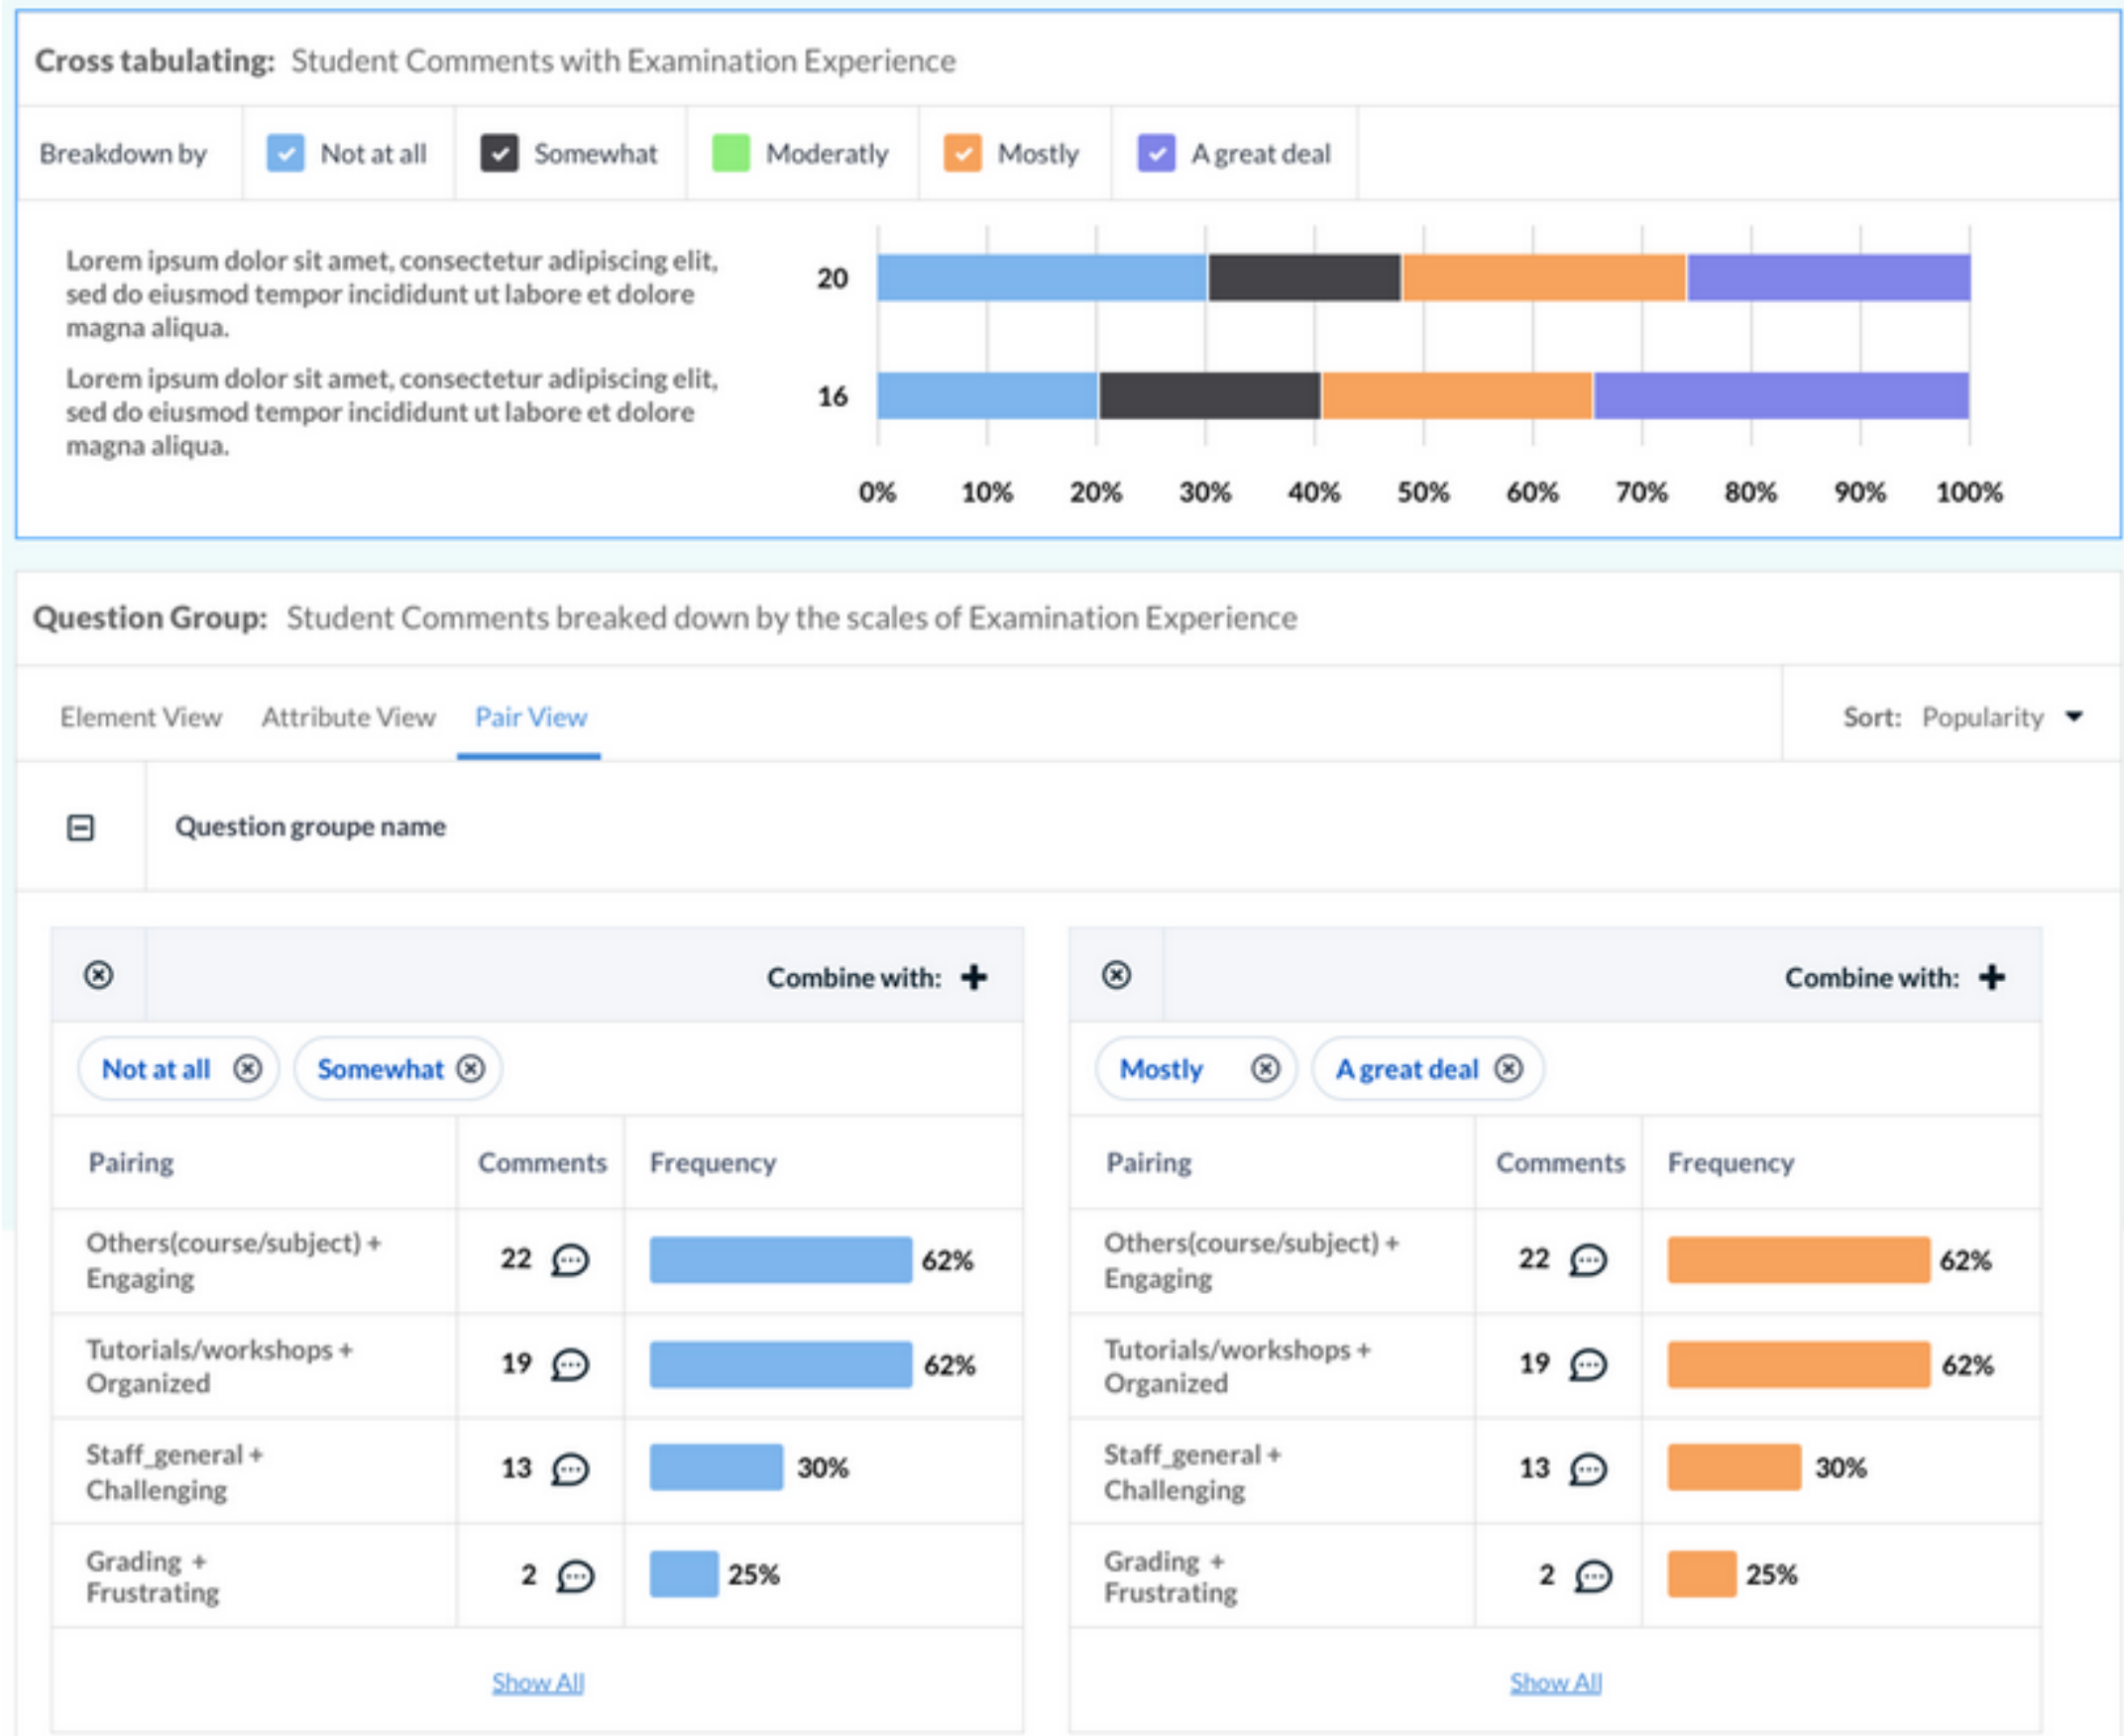 Cross tabulating: Student Comments with Examination Experience
Breakdown by Not at all Somewhat Moderatly Mostly A great deal
Lorem ipsum dolor sit amet, consectetur adipiscing elit,
sed do eiusmod tempor incididunt ut labore et dolore
magna aliqua.
20
Lorem ipsum dolor sit amet, consectetur adipiscing elit,
sed do eiusmod tempor incididunt ut labore et dolore
magna aliqua.
16
0% 10% 20% 30% 40% 50% 60% 70% 80% 90% 100%
Question Group: Student Comments breaked down by the scales of Examination Experience
Element View Attribute View Pair View Sort: Popularity
Question groupe name
Combine with:
Not at all Somewhat
Pairing Comments Frequency
Others(course/subject) +
Engaging
22 62%
Tutorials/workshops +
Organized
19 62%
Staff_general +
Challenging
13 30%
Grading +
Frustrating
2 25%
Show All
Combine with:
Mostly A great deal
Pairing Comments Frequency
Others(course/subject) +
Engaging
22 62%
Tutorials/workshops +
Organized
19 62%
Staff_general +
Challenging
13 30%
Grading +
Frustrating
2 25%
Show All